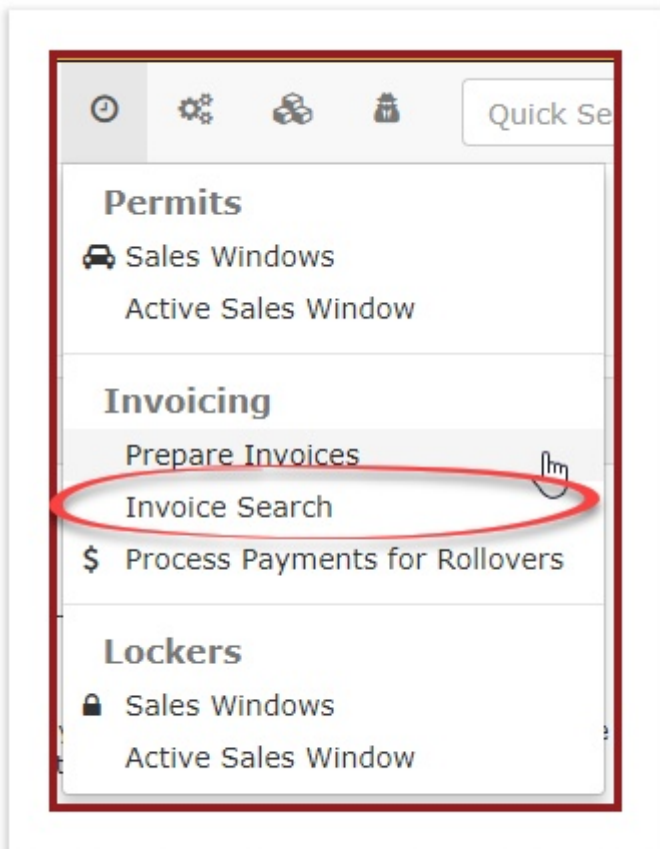 Quick Se
Permits
Sales Windows
Active Sales Window
Invoicing
Prepare Invoices
Invoice Search
$ Process Payments for Rollovers
Lockers
Sales Windows
Active Sales Window